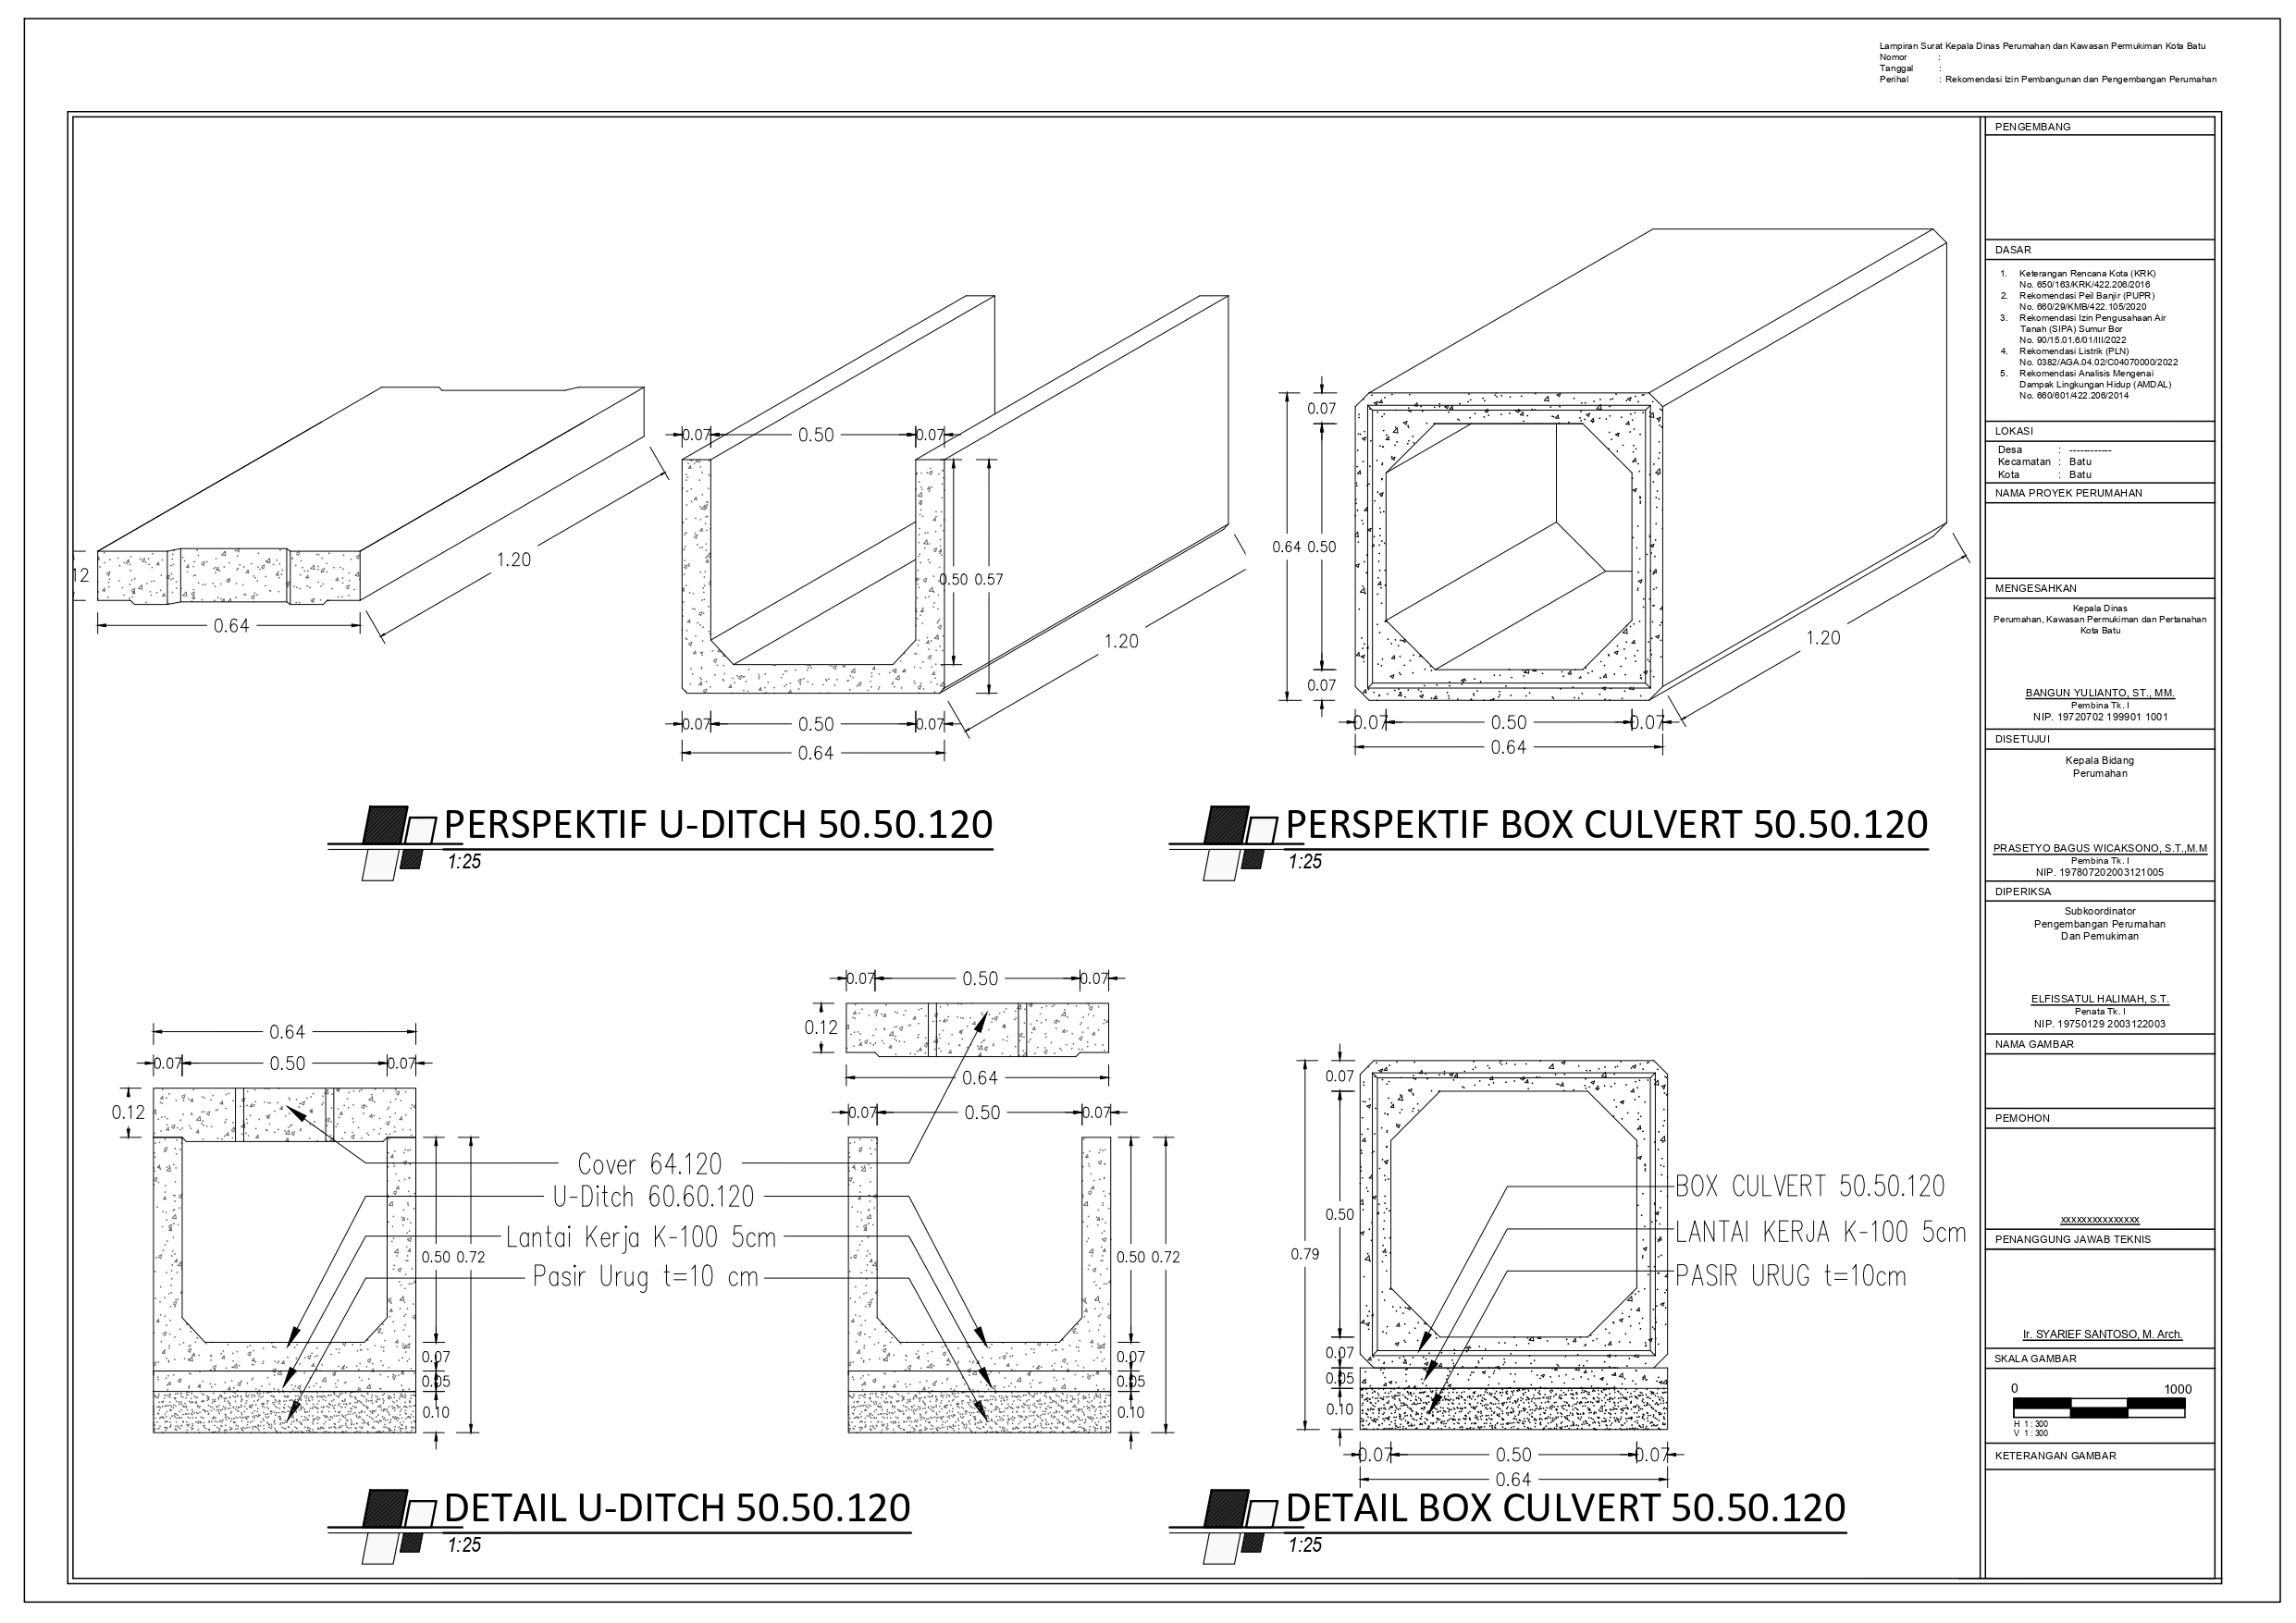 Lampiran Surat Kepala Dinas Perumahan dan Kawasan Permukiman Kota Batu
Nomor :
Tanggal :
Perihal : Rekomendasi Izin Pembangunan dan Pengembangan Perumahan
12
0.64
1.20
0.07 0.50 0.07
0.50 0.57
0.07 0.50 0.07
0.64
1.20
0.07
0.64 0.50
0.07
0.07 0.50 0.07
0.64
1.20
PERSPEKTIF U-DITCH 50.50.120
1:25
PERSPEKTIF BOX CULVERT 50.50.120
1:25
0.64
0.07 0.50 0.07
0.12
0.50 0.72
0.07
0.05
0.10
0.07 0.50 0.07
0.12
0.64
0.07 0.50 0.07
Cover 64.120
U-Ditch 60.60.120
Lantai Kerja K-100 5cm
Pasir Urug t=10 cm
0.50 0.72
0.07
0.05
0.10
0.07
0.50
0.79
0.07
0.05
0.10
0.07 0.50 0.07
0.64
BOX CULVERT 50.50.120
LANTAI KERJA K-100 5cm
PASIR URUG t=10cm
DETAIL U-DITCH 50.50.120
1:25
DETAIL BOX CULVERT 50.50.120
1:25
PENGEMBANG
DASAR
1. Keterangan Rencana Kota (KRK)
No. 650/163/KRK/422.206/2016
2. Rekomendasi Peil Banjir (PUPR)
No. 660/29/KMB/422.105/2020
3. Rekomendasi Izin Pengusahaan Air
Tanah (SIPA) Sumur Bor
No. 90/15.01.6/01/III/2022
4. Rekomendasi Listrik (PLN)
No. 0382/AGA.04.02/C04070000/2022
5. Rekomendasi Analisis Mengenai
Dampak Lingkungan Hidup (AMDAL)
No. 660/601/422.206/2014
LOKASI
Desa : ------------
Kecamatan : Batu
Kota : Batu
NAMA PROYEK PERUMAHAN
MENGESAHKAN
Kepala Dinas
Perumahan, Kawasan Permukiman dan Pertanahan
Kota Batu
BANGUN YULIANTO, ST., MM.
Pembina Tk. I
NIP. 19720702 199901 1001
DISETUJUI
Kepala Bidang
Perumahan
PRASETYO BAGUS WICAKSONO, S.T.,M.M
Pembina Tk. I
NIP. 197807202003121005
DIPERIKSA
Subkoordinator
Pengembangan Perumahan
Dan Pemukiman
ELFISSATUL HALIMAH, S.T.
Penata Tk. I
NIP. 19750129 2003122003
NAMA GAMBAR
PEMOHON
xxxxxxxxxxxxxxx
PENANGGUNG JAWAB TEKNIS
Ir. SYARIEF SANTOSO, M. Arch.
SKALA GAMBAR
0 1000
H 1 : 300
V 1 : 300
KETERANGAN GAMBAR